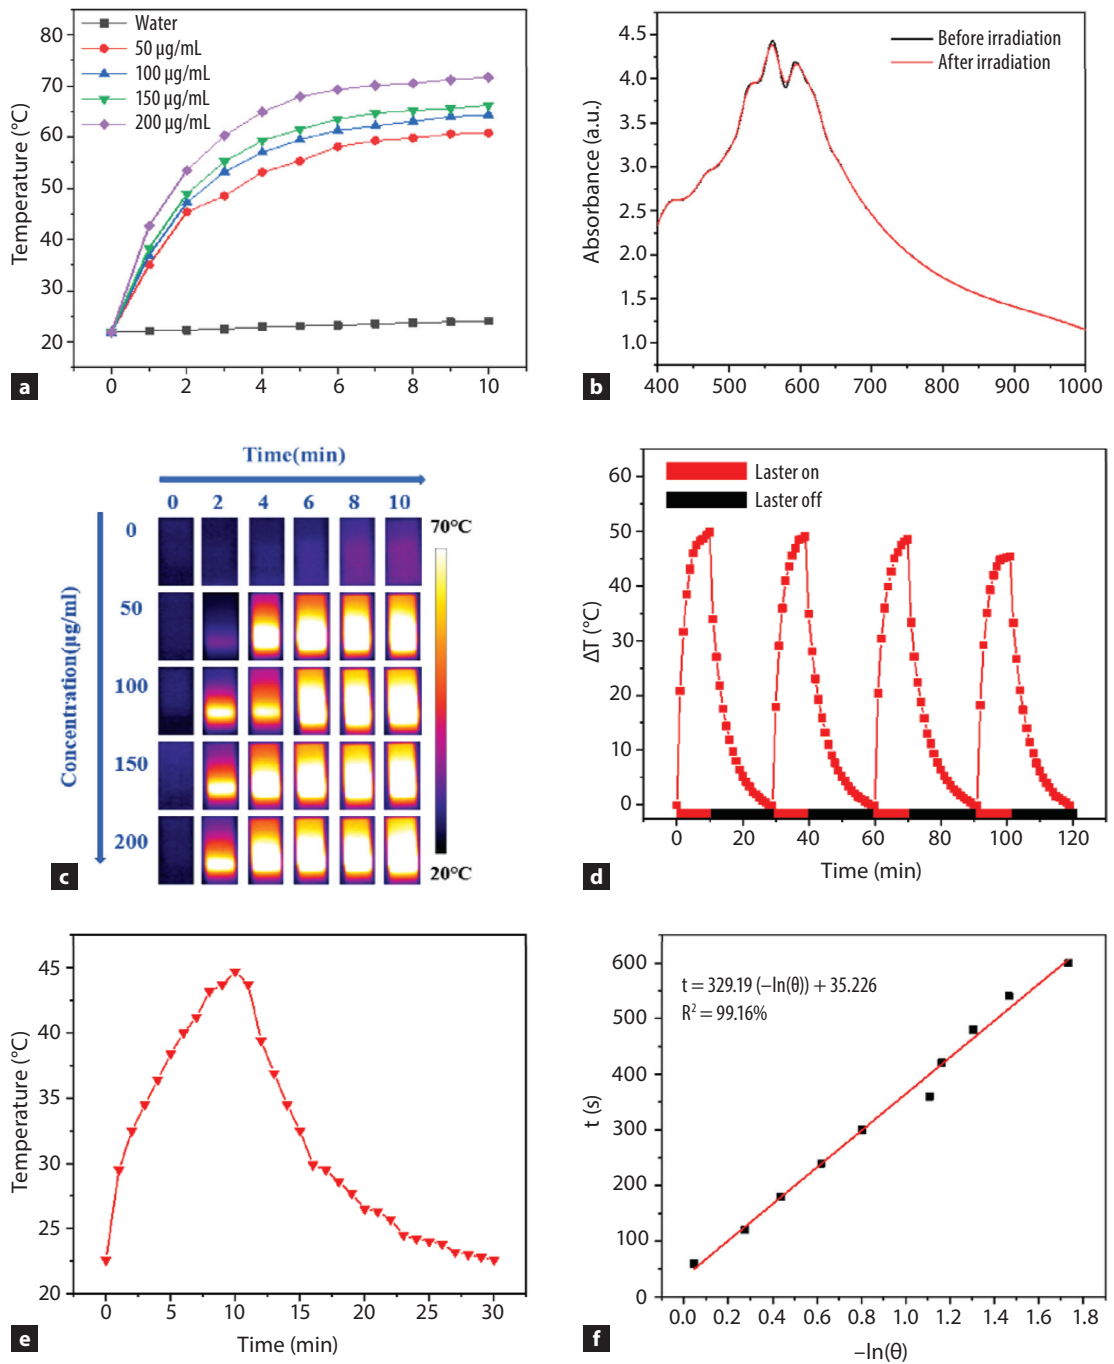 80
70
60
50
40
30
20
Temperature (°C)
Water
50 μg/mL
100 μg/mL
150 μg/mL
200 μg/mL
0 2 4 6 8 10
a
4.5
4.0
3.5
3.0
2.5
2.0
1.5
1.0
Absorbance (a.u.)
Before irradiation
After irradiation
400 500 600 700 800 900 1000
b
Time(min)
0 2 4 6 8 10
Concentration(μg/ml)
0
50
100
150
200
70°C
20°C
c
60
50
40
30
20
10
0
ΔT (°C)
Laster on
Laster off
0 20 40 60 80 100 120
Time (min)
d
45
40
35
30
25
20
Temperature (°C)
0 5 10 15 20 25 30
Time (min)
e
600
500
400
300
200
100
0
t (s)
t = 329.19 (–ln(θ)) + 35.226
R² = 99.16%
0.0 0.2 0.4 0.6 0.8 1.0 1.2 1.4 1.6 1.8
–ln(θ)
f